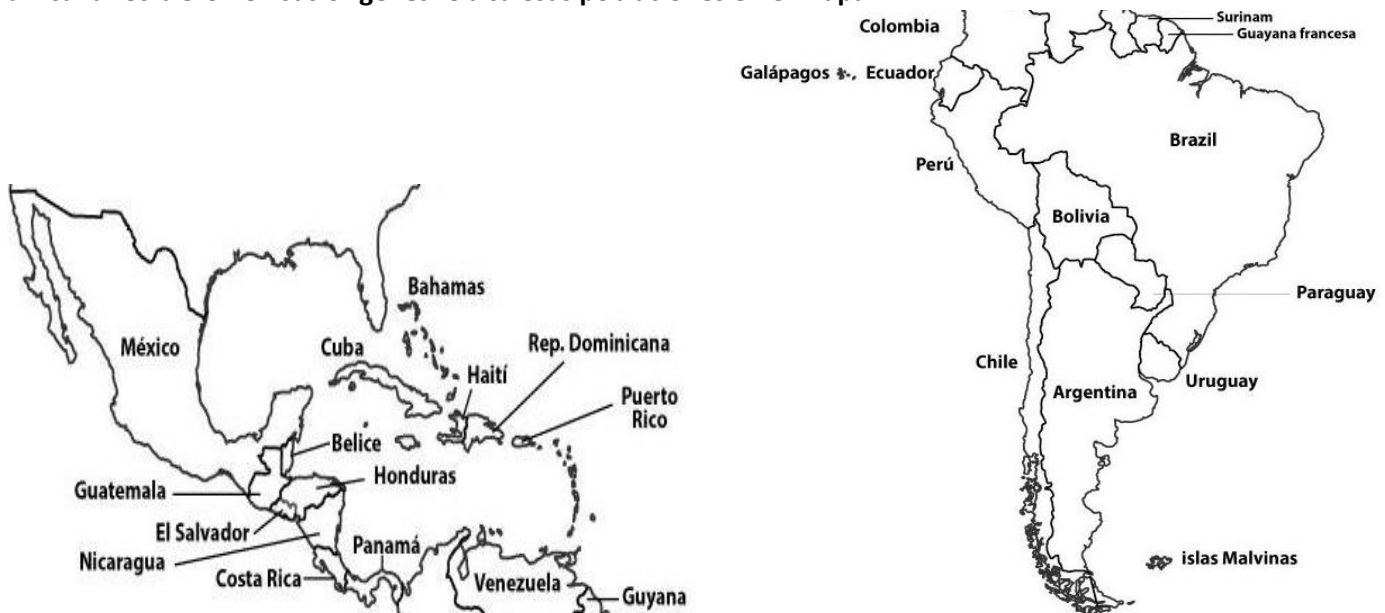 Colombia
Surinam
Guayana francesa
Galápagos
Ecuador
Brazil
Perú
Bolivia
Paraguay
Chile
Argentina
Uruguay
islas Malvinas
México
Bahamas
Cuba
Rep. Dominicana
Haití
Puerto
Rico
Belice
Honduras
Guatemala
El Salvador
Nicaragua
Panamá
Costa Rica
Venezuela
Guyana